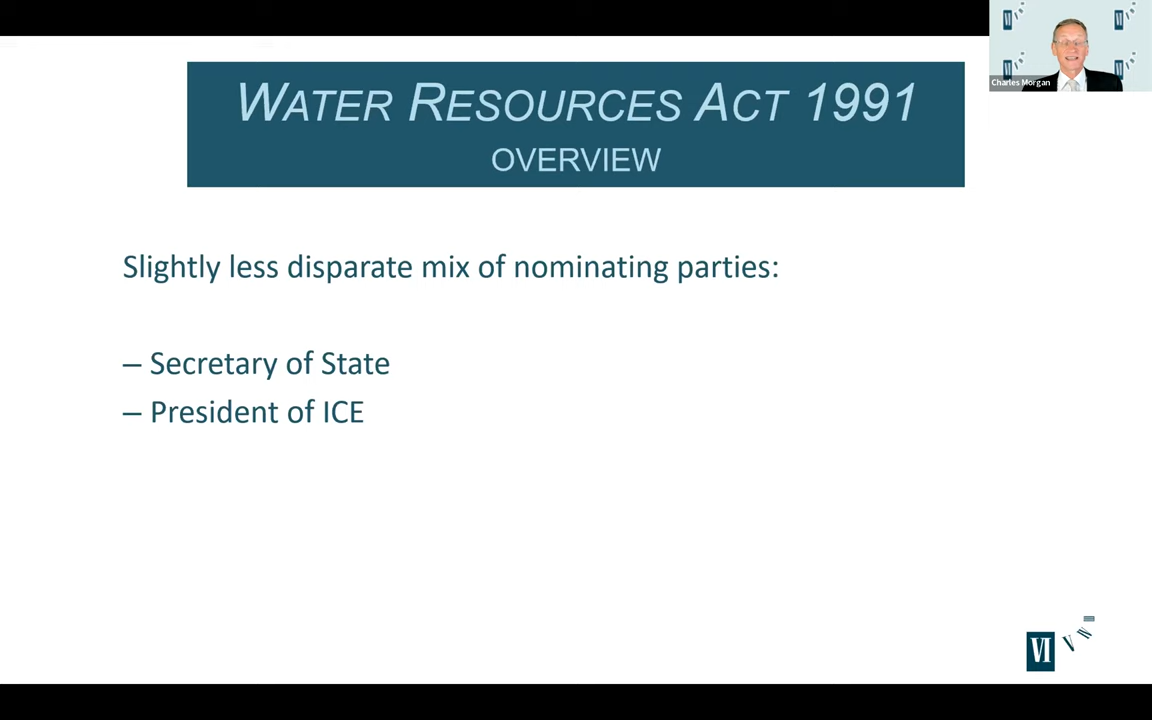 Charles Morgan
WATER RESOURCES ACT 1991
OVERVIEW
Slightly less disparate mix of nominating parties:
– Secretary of State
– President of ICE
VI